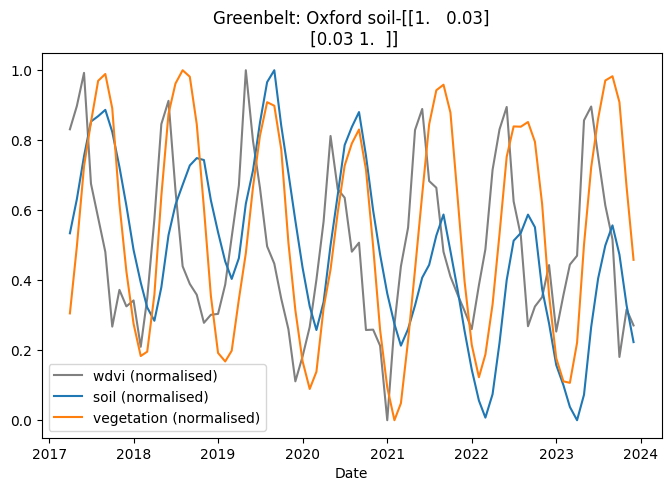 Greenbelt: Oxford soil-[[1.   0.03]
[0.03 1.  ]]
1.0
0.8
0.6
0.4
0.2
0.0
wdvi (normalised)
soil (normalised)
vegetation (normalised)
2017 2018 2019 2020 2021 2022 2023 2024
Date